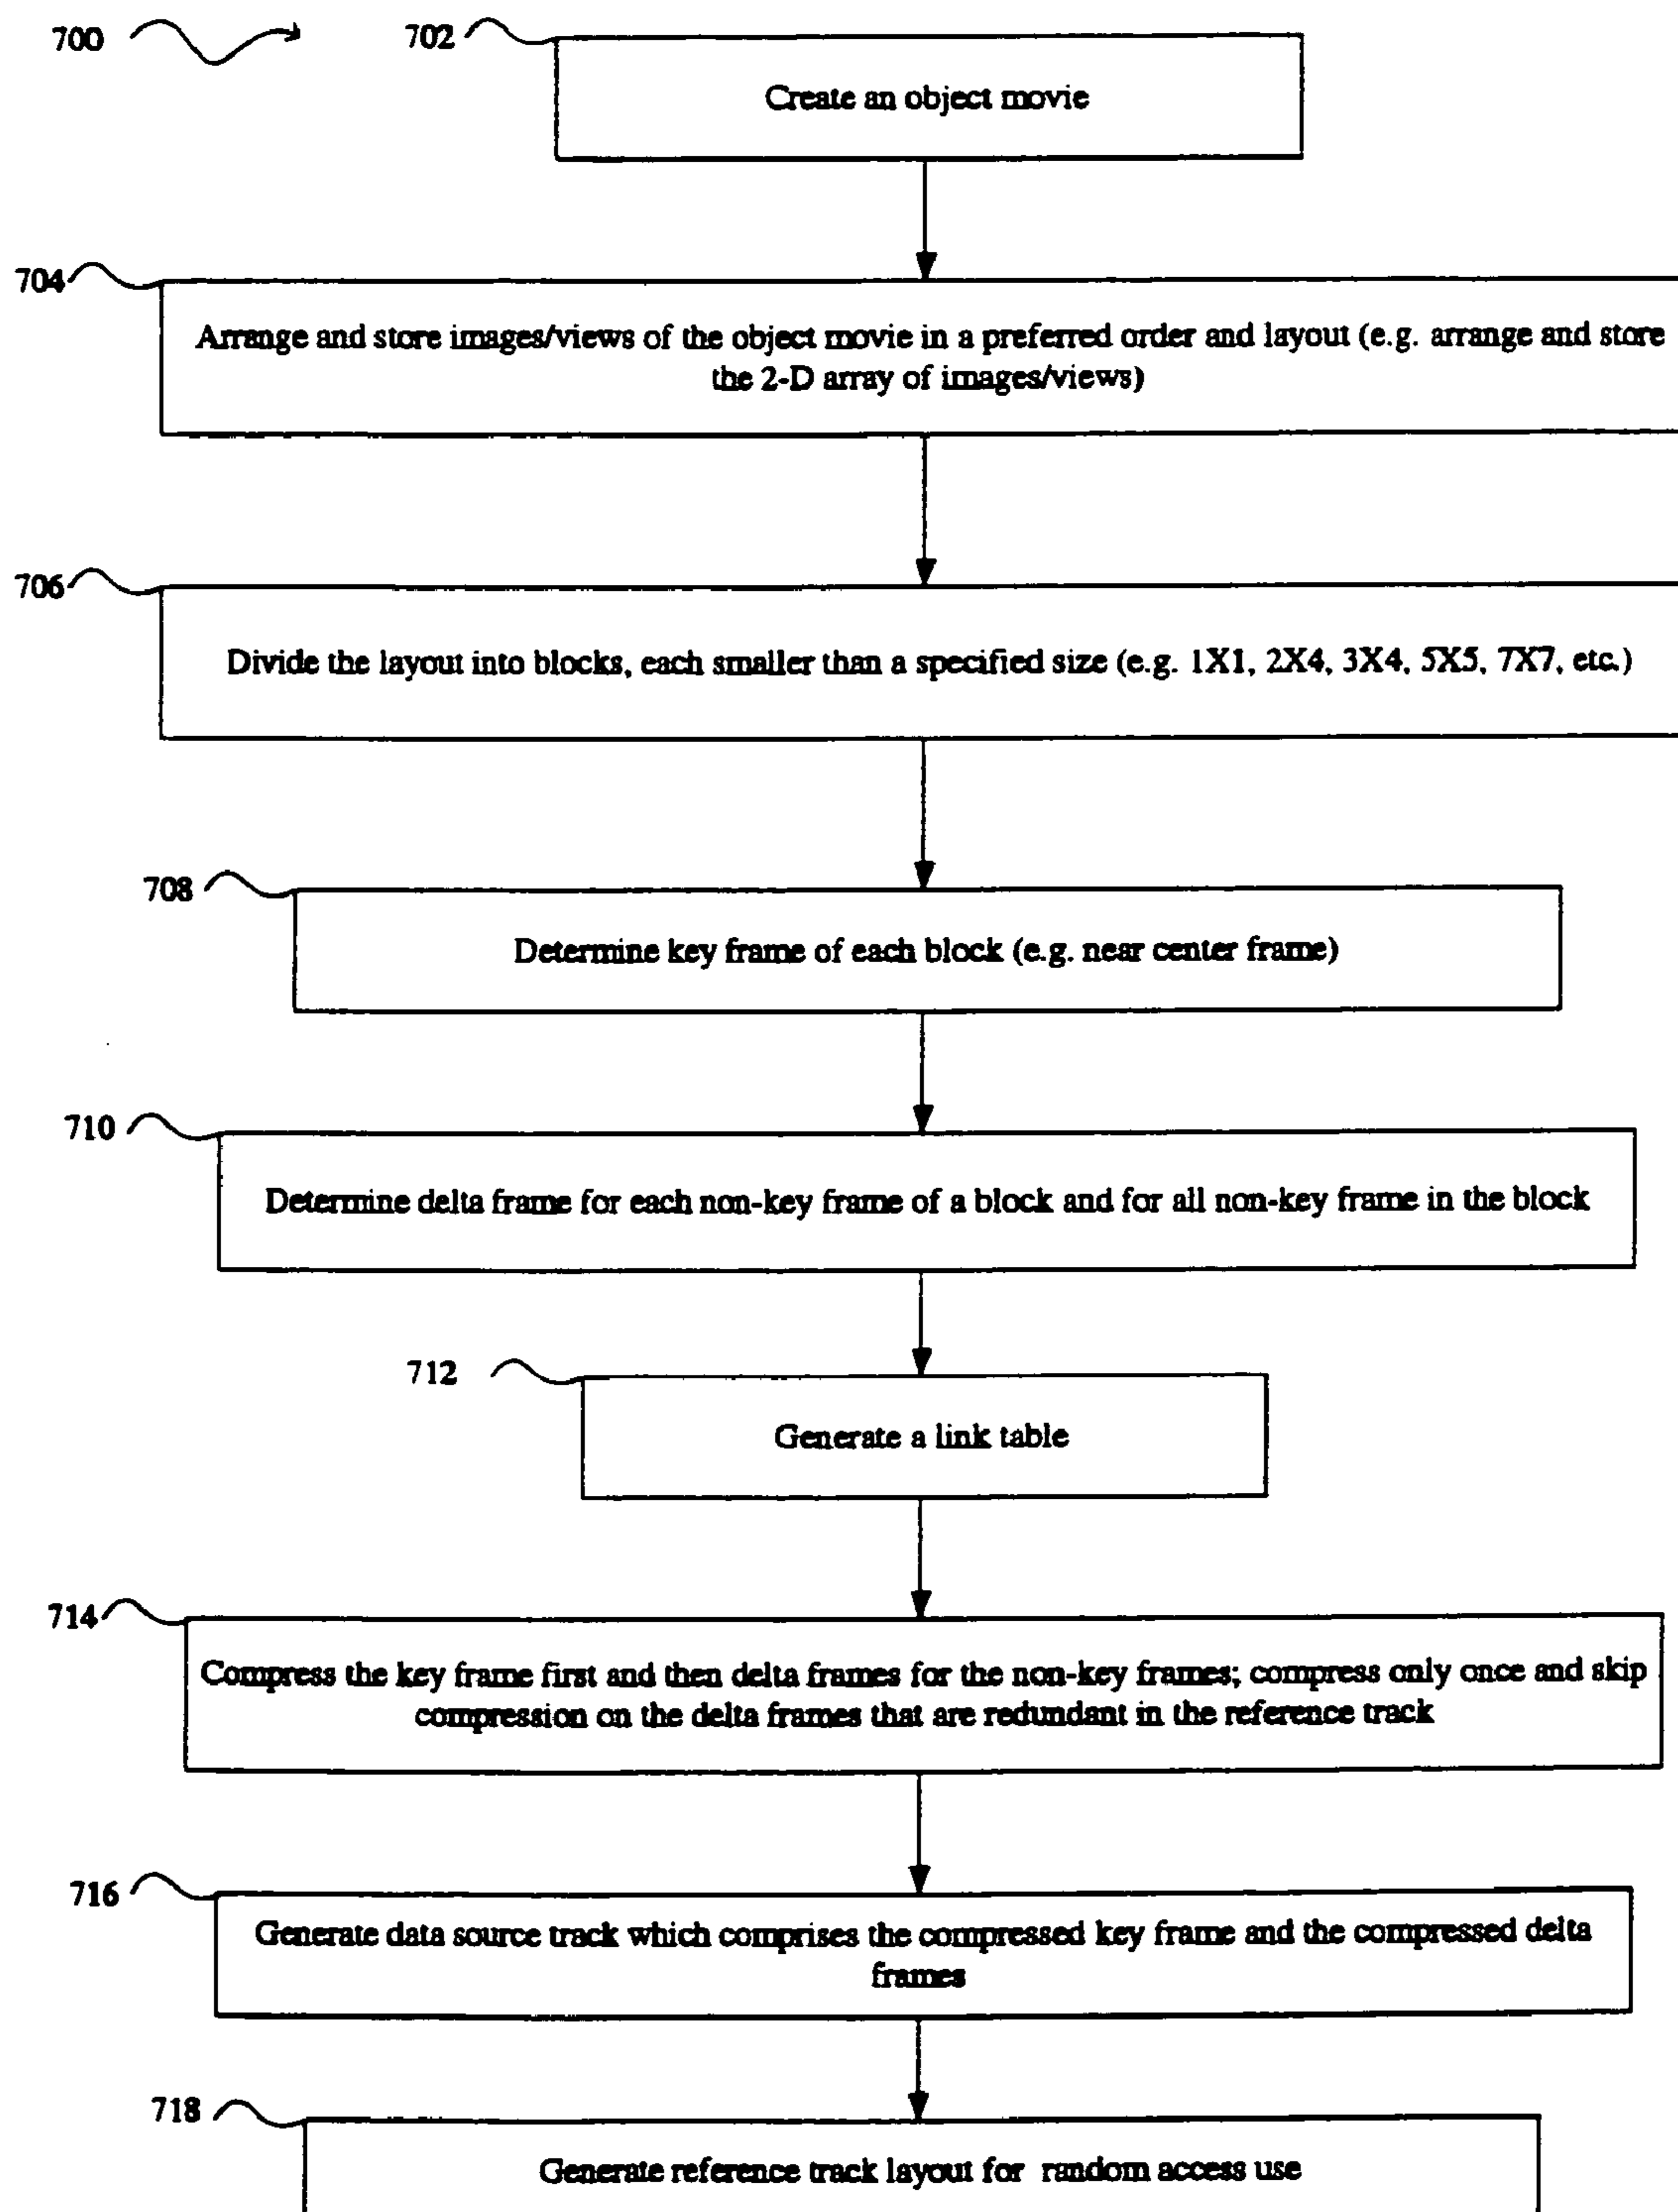 700
702
Create an object movie
704
Arrange and store images/views of the object movie in a preferred order and layout (e.g. arrange and store
the 2-D array of images/views)
706
Divide the layout into blocks, each smaller than a specified size (e.g. 1X1, 2X4, 3X4, 5X5, 7X7, etc.)
708
Determine key frame of each block (e.g. near center frame)
710
Determine delta frame for each non-key frame of a block and for all non-key frame in the block
712
Generate a link table
714
Compress the key frame first and then delta frames for the non-key frames; compress only once and skip
compression on the delta frames that are redundant in the reference track
716
Generate data source track which comprises the compressed key frame and the compressed delta
frames
718
Generate reference track layout for random access use